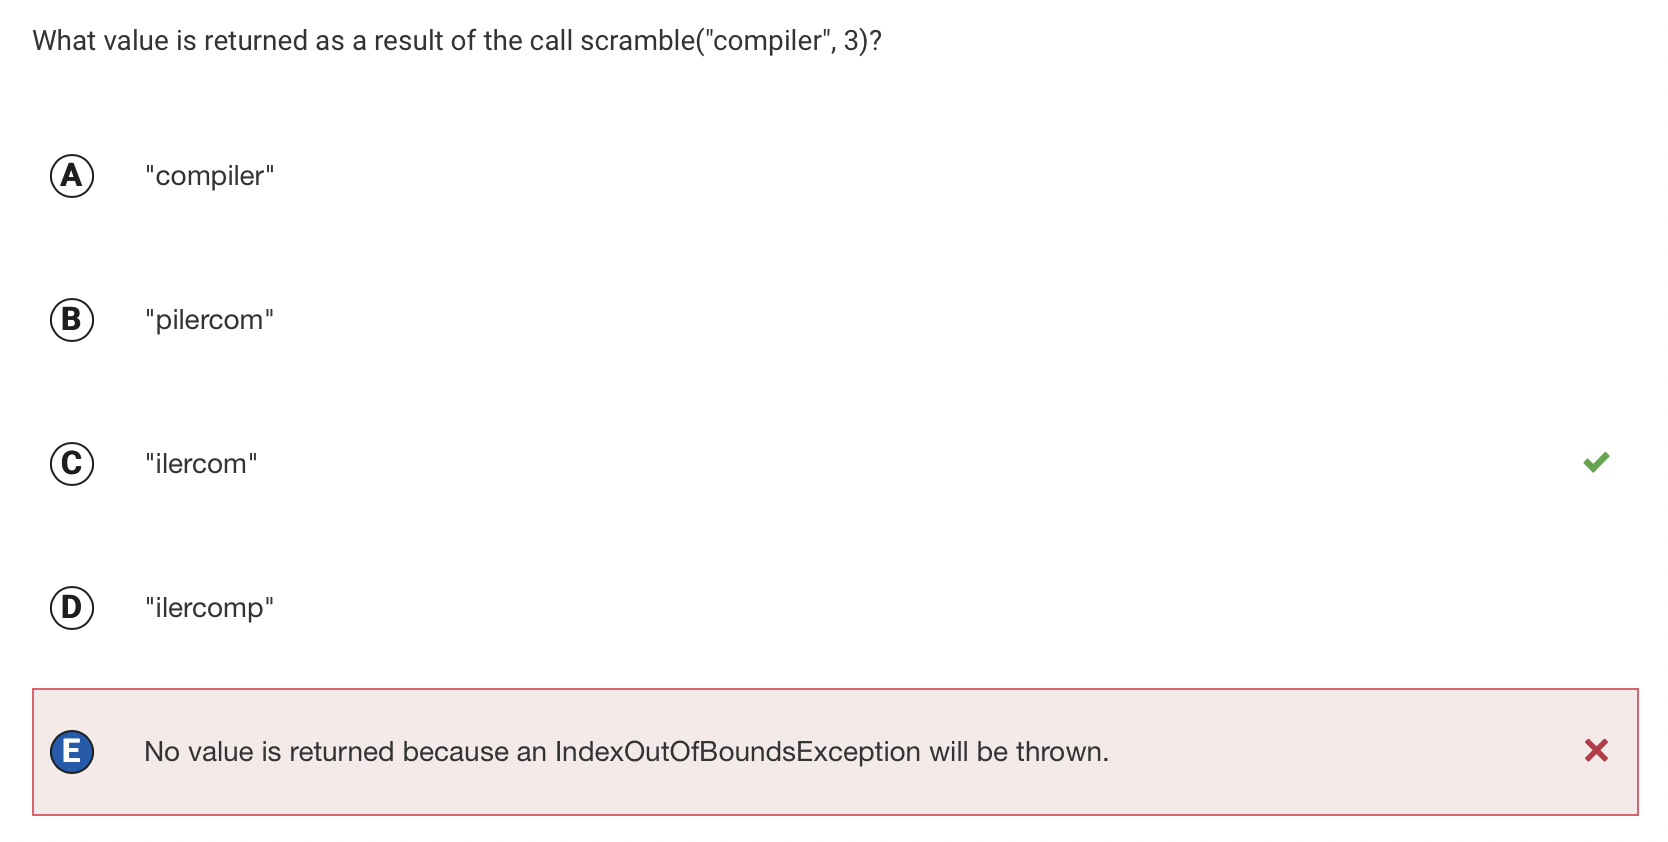 What value is returned as a result of the call scramble("compiler", 3)?
A "compiler"
B "pilercom"
C "ilercom"
D "ilercomp"
E No value is returned because an IndexOutOfBoundsException will be thrown.